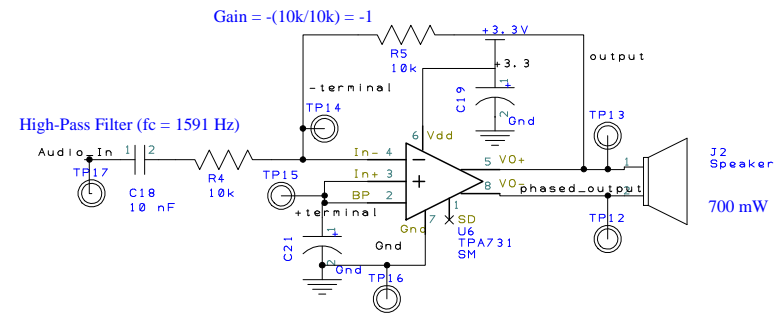 Gain = -(10k/10k) = -1
+3.3V
R5
10k
output
+3.3
-terminal
TP14
C19
1
+
2
Gnd
TP13
High-Pass Filter (fc = 1591 Hz)
6
Vdd
Audio_In
1
2
In-
4
5
VO+
1
J2
Speaker
TP17
R4
10k
C18
10 nF
TP15
In+
3
8
VO-
phased_output
2
BP
2
+terminal
1
SD
700 mW
Gnd
7
U6
TPA731
SM
TP12
C21
1
+
2
Gnd
Gnd
TP16